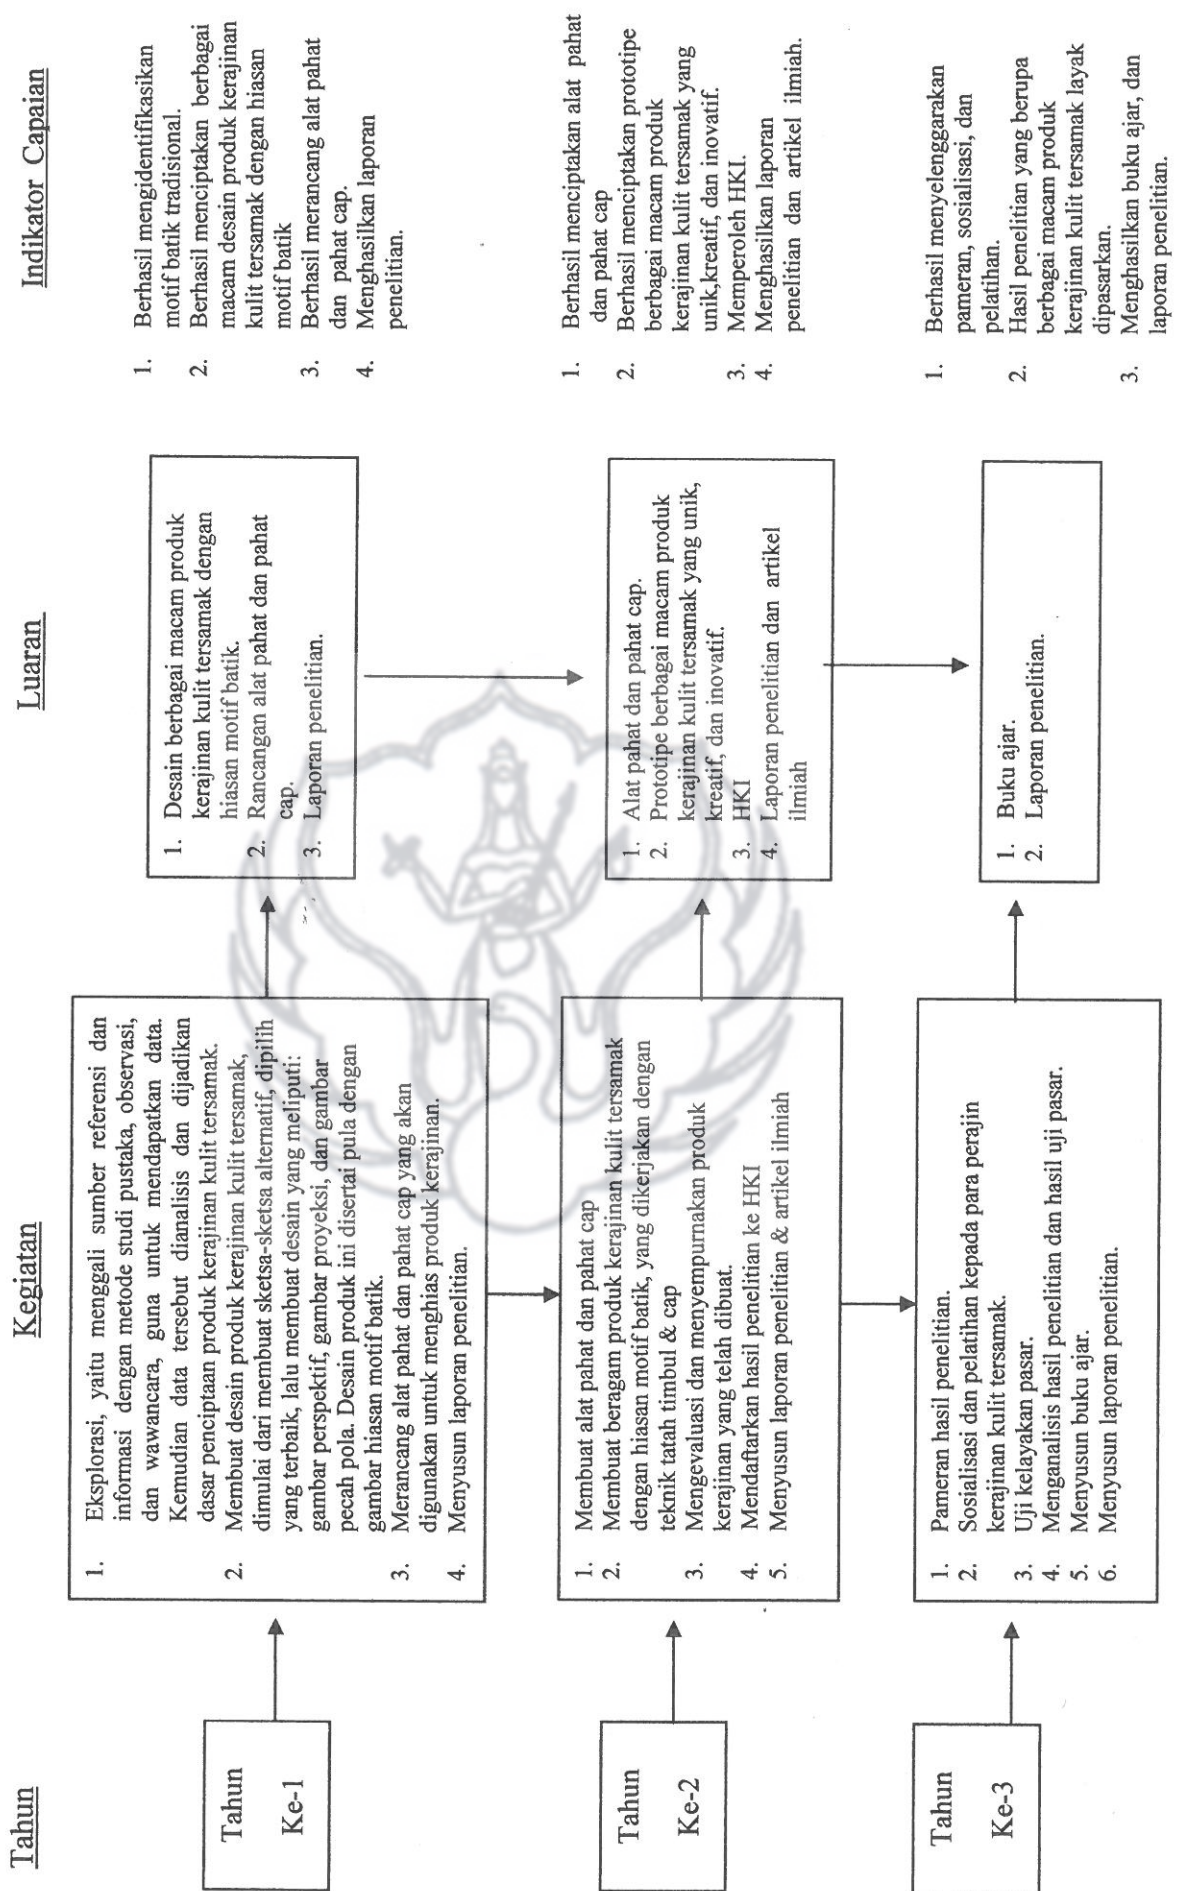 Tahun
Kegiatan
Luaran
Indikator Capaian
Tahun
Ke-1
1. Eksplorasi, yaitu menggali sumber referensi dan
informasi dengan metode studi pustaka, observasi,
dan wawancara, guna untuk mendapatkan data.
Kemudian data tersebut dianalisis dan dijadikan
dasar penciptaan produk kerajinan kulit tersamak.
2. Membuat desain produk kerajinan kulit tersamak,
dimulai dari membuat sketsa-sketsa alternatif, dipilih
yang terbaik, lalu membuat desain yang meliputi:
gambar perspektif, gambar proyeksi, dan gambar
pecah pola. Desain produk ini disertai pula dengan
gambar hiasan motif batik.
3. Merancang alat pahat dan pahat cap yang akan
digunakan untuk menghias produk kerajinan.
4. Menyusun laporan penelitian.
1. Desain berbagai macam produk
kerajinan kulit tersamak dengan
hiasan motif batik.
2. Rancangan alat pahat dan pahat
cap.
3. Laporan penelitian.
1. Berhasil mengidentifikasikan
motif batik tradisional.
2. Berhasil menciptakan berbagai
macam desain produk kerajinan
kulit tersamak dengan hiasan
motif batik
3. Berhasil merancang alat pahat
dan pahat cap.
4. Menghasilkan laporan
penelitian.
Tahun
Ke-2
1. Membuat alat pahat dan pahat cap
2. Membuat beragam produk kerajinan kulit tersamak
dengan hiasan motif batik, yang dikerjakan dengan
teknik tatah timbul & cap
3. Mengevaluasi dan menyempurnakan produk
kerajinan yang telah dibuat.
4. Mendaftarkan hasil penelitian ke HKI
5. Menyusun laporan penelitian & artikel ilmiah
1. Alat pahat dan pahat cap.
2. Prototipe berbagai macam produk
kerajinan kulit tersamak yang unik,
kreatif, dan inovatif.
3. HKI
4. Laporan penelitian dan artikel
ilmiah
1. Berhasil menciptakan alat pahat
dan pahat cap
2. Berhasil menciptakan prototipe
berbagai macam produk
kerajinan kulit tersamak yang
unik,kreatif, dan inovatif.
3. Memperoleh HKI.
4. Menghasilkan laporan
penelitian dan artikel ilmiah.
Tahun
Ke-3
1. Pameran hasil penelitian.
2. Sosialisasi dan pelatihan kepada para perajin
kerajinan kulit tersamak.
3. Uji kelayakan pasar.
4. Menganalisis hasil penelitian dan hasil uji pasar.
5. Menyusun buku ajar.
6. Menyusun laporan penelitian.
1. Buku ajar.
2. Laporan penelitian.
1. Berhasil menyelenggarakan
pameran, sosialisasi, dan
pelatihan.
2. Hasil penelitian yang berupa
berbagai macam produk
kerajinan kulit tersamak layak
dipasarkan.
3. Menghasilkan buku ajar, dan
laporan penelitian.